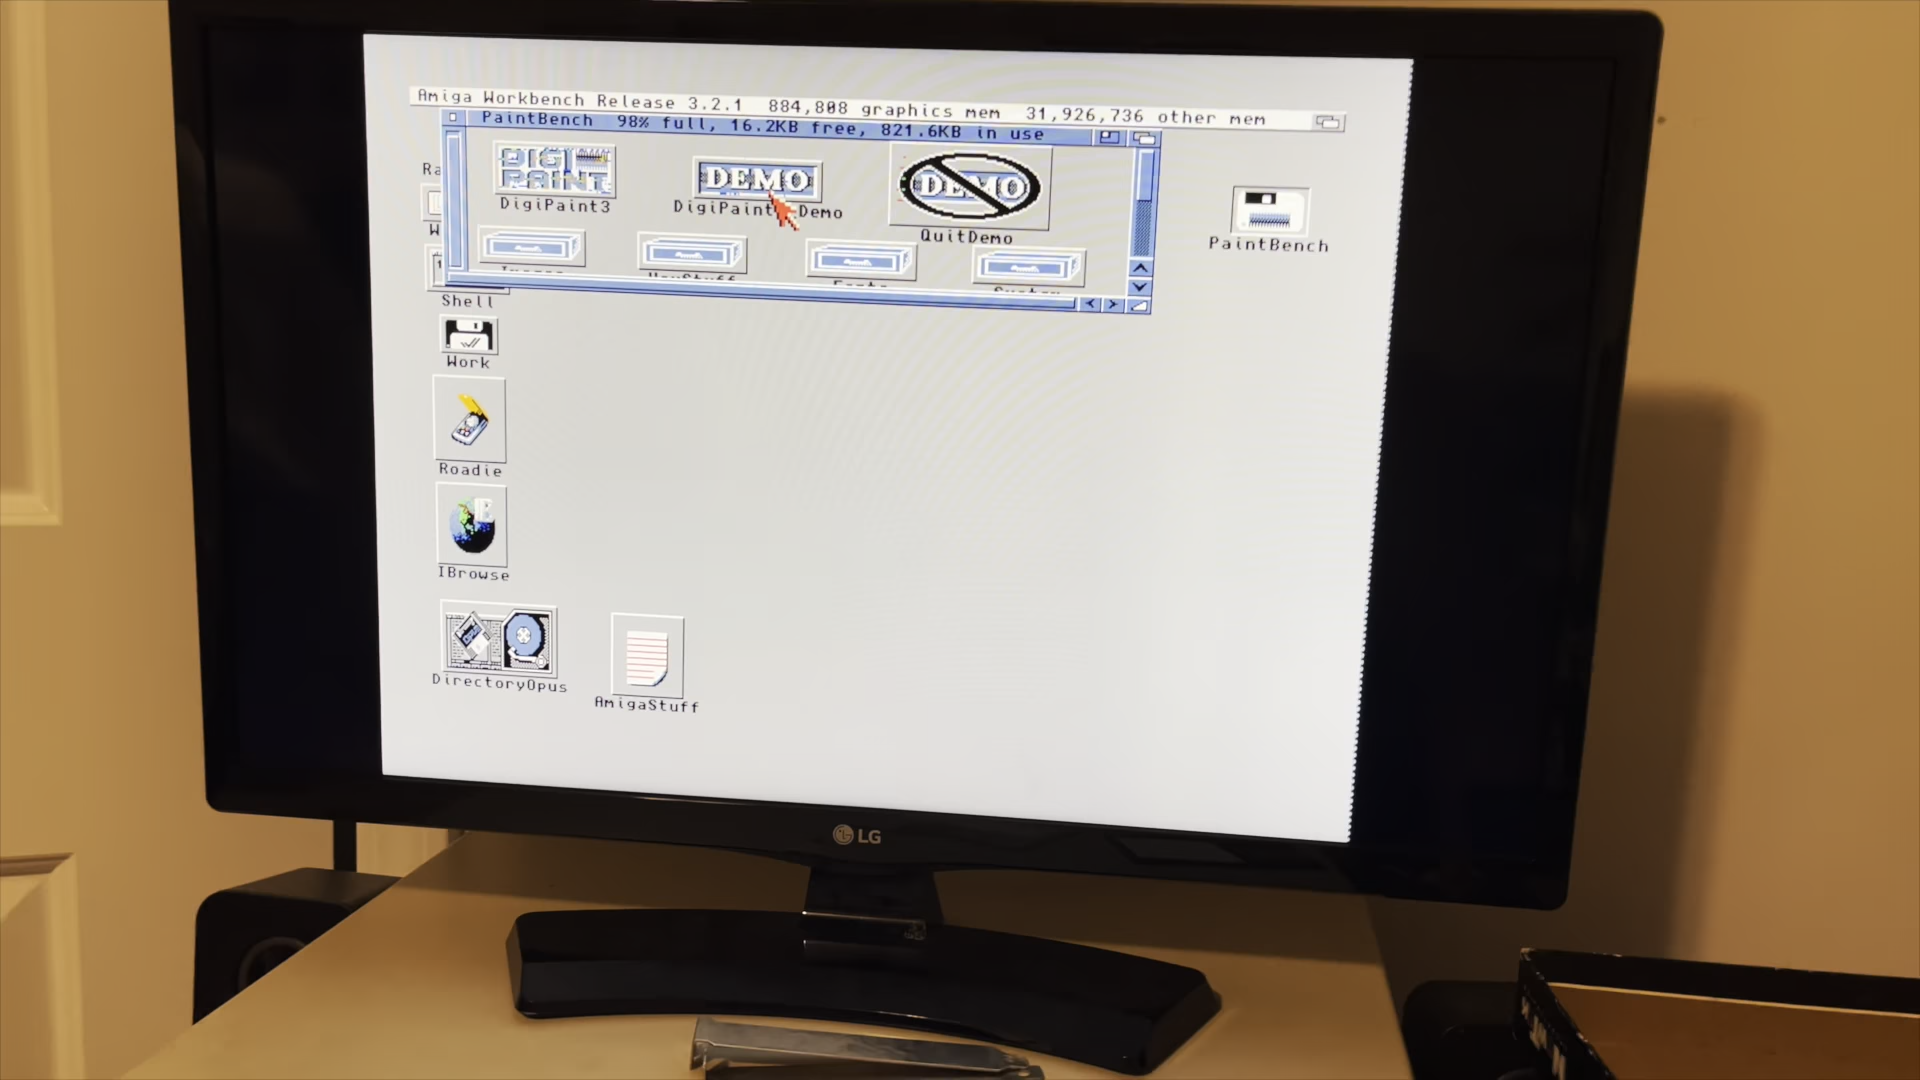 Amiga Workbench Release 3.2.1 884,808 graphics mem 31,926,736 other mem
PaintBench 98% full, 16.2KB free, 821.6KB in use
DIGI
PAINT
DigiPaint3
DEMO
DigiPaint Demo
DEMO
QuitDemo
PaintBench
Shell
Work
Roadie
IBrowse
DirectoryOpus
AmigaStuff
LG